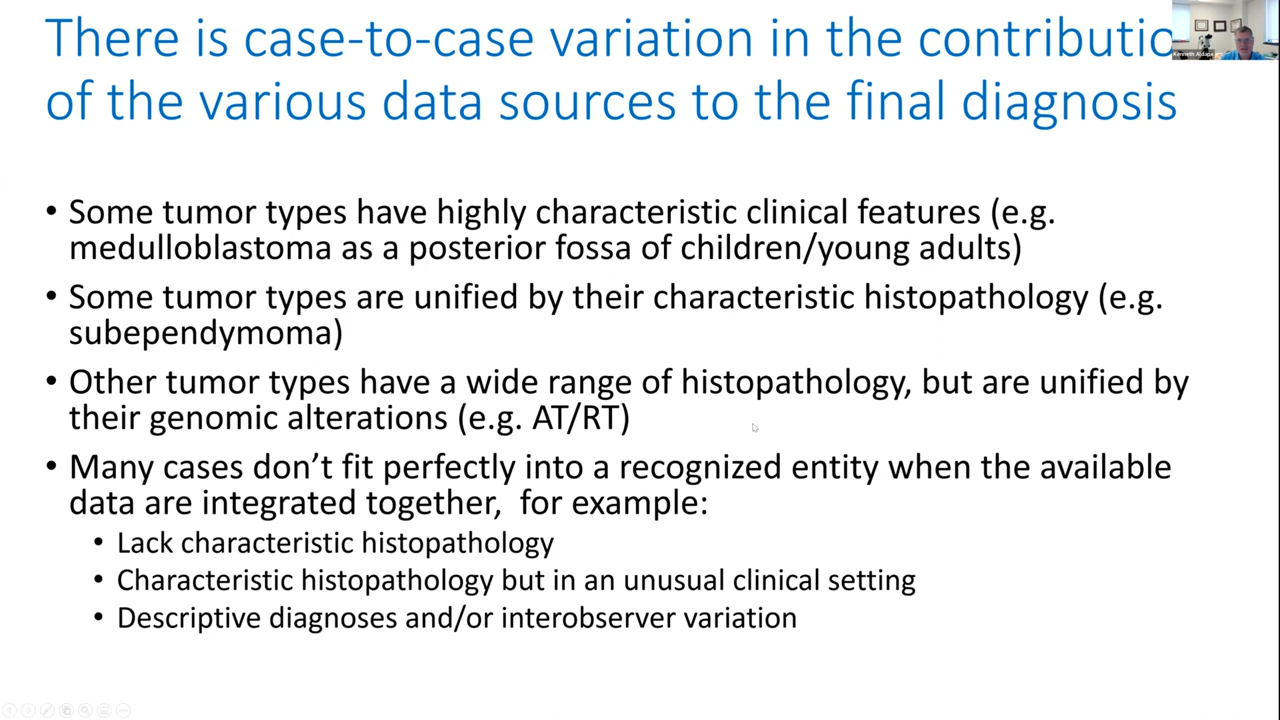 There is case-to-case variation in the contributio
of the various data sources to the final diagnosis
• Some tumor types have highly characteristic clinical features (e.g.
medulloblastoma as a posterior fossa of children/young adults)
• Some tumor types are unified by their characteristic histopathology (e.g.
subependymoma)
• Other tumor types have a wide range of histopathology, but are unified by
their genomic alterations (e.g. AT/RT)
• Many cases don't fit perfectly into a recognized entity when the available
data are integrated together,  for example:
• Lack characteristic histopathology
• Characteristic histopathology but in an unusual clinical setting
• Descriptive diagnoses and/or interobserver variation
Kenneth Aldape